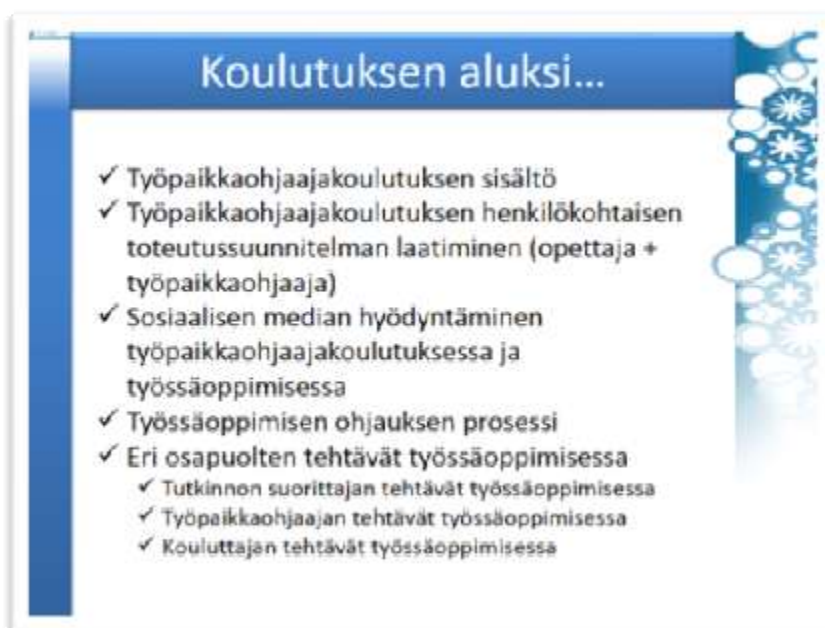 Koulutuksen aluksi...
✓ Työpaikkaohjaajakoulutuksen sisältö
✓ Työpaikkaohjaajakoulutuksen henkilökohtaisen
toteutussuunnitelman laatiminen (opettaja +
työpaikkaohjaaja)
✓ Sosiaalisen median hyödyntäminen
työpaikkaohjaajakoulutuksessa ja
työssäoppimisessa
✓ Työssäoppimisen ohjauksen prosessi
✓ Eri osapuolten tehtävät työssäoppimisessa
✓ Tutkinnon suorittajan tehtävät työssäoppimisessa
✓ Työpaikkaohjaajan tehtävät työssäoppimisessa
✓ Kouluttajan tehtävät työssäoppimisessa